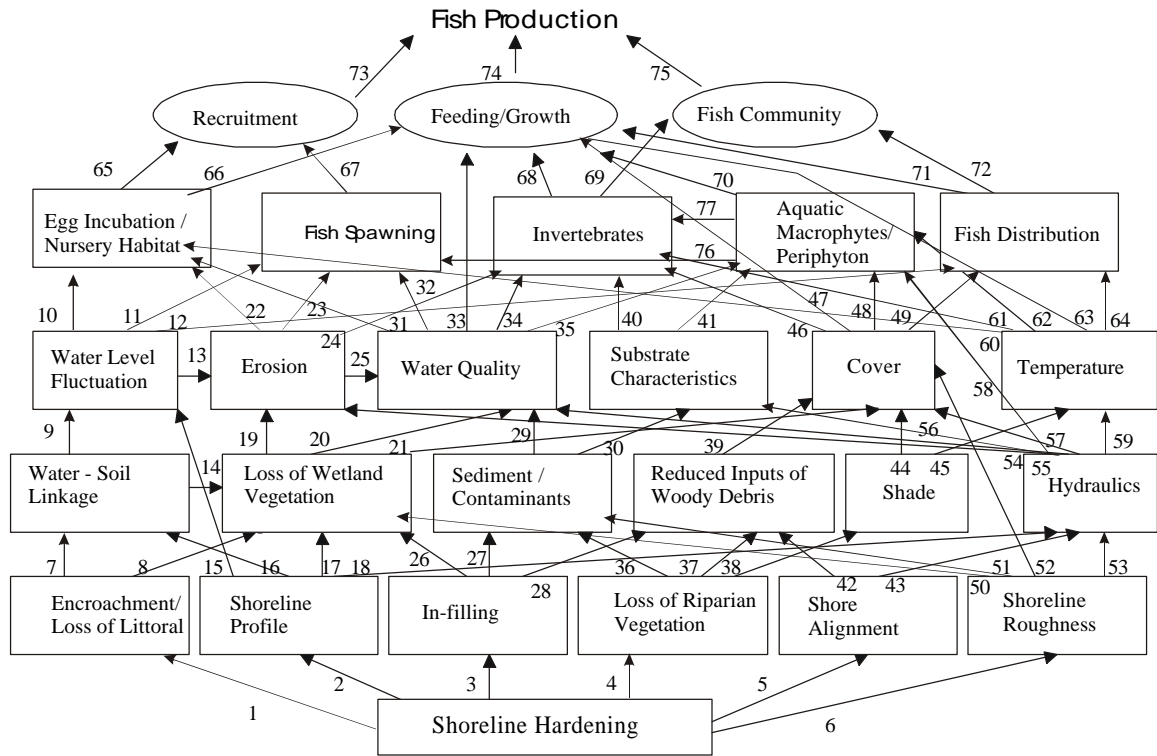 Fish Production
73 74 75
Recruitment Feeding/Growth Fish Community
65 66 67 68 69 70 71 72
Egg Incubation /
Nursery Habitat
Fish Spawning
Invertebrates
Aquatic
Macrophytes/
Periphyton
Fish Distribution
77
76
10 11 12 22 23 24 32 31 33 34 35 40 41 46 47 48 49 61 62 63 64
60
Water Level
Fluctuation
13
Erosion
25
Water Quality
Substrate
Characteristics
Cover
Temperature
58
9 14 19 20 21 29 30 39 44 45 56 54 55 57 59
Water - Soil
Linkage
Loss of Wetland
Vegetation
Sediment /
Contaminants
Reduced Inputs of
Woody Debris
Shade
Hydraulics
7 8 15 16 17 18 26 27 28 36 37 38 42 43 51 50 52 53
Encroachment/
Loss of Littoral
Shoreline
Profile
In-filling
Loss of Riparian
Vegetation
Shore
Alignment
Shoreline
Roughness
1 2 3 4 5 6
Shoreline Hardening